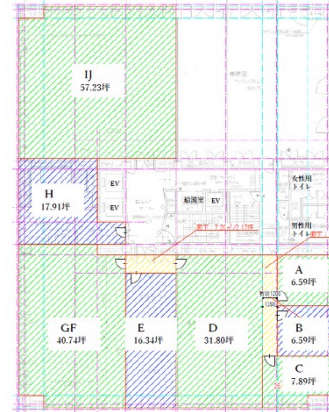 IJ
57.23坪
H
17.91坪
EV
EV
給湯室
EV
女性用
トイレ
男性用
トイレ
A
6.59坪
B
6.59坪
C
7.89坪
GF
40.74坪
E
16.34坪
D
31.80坪